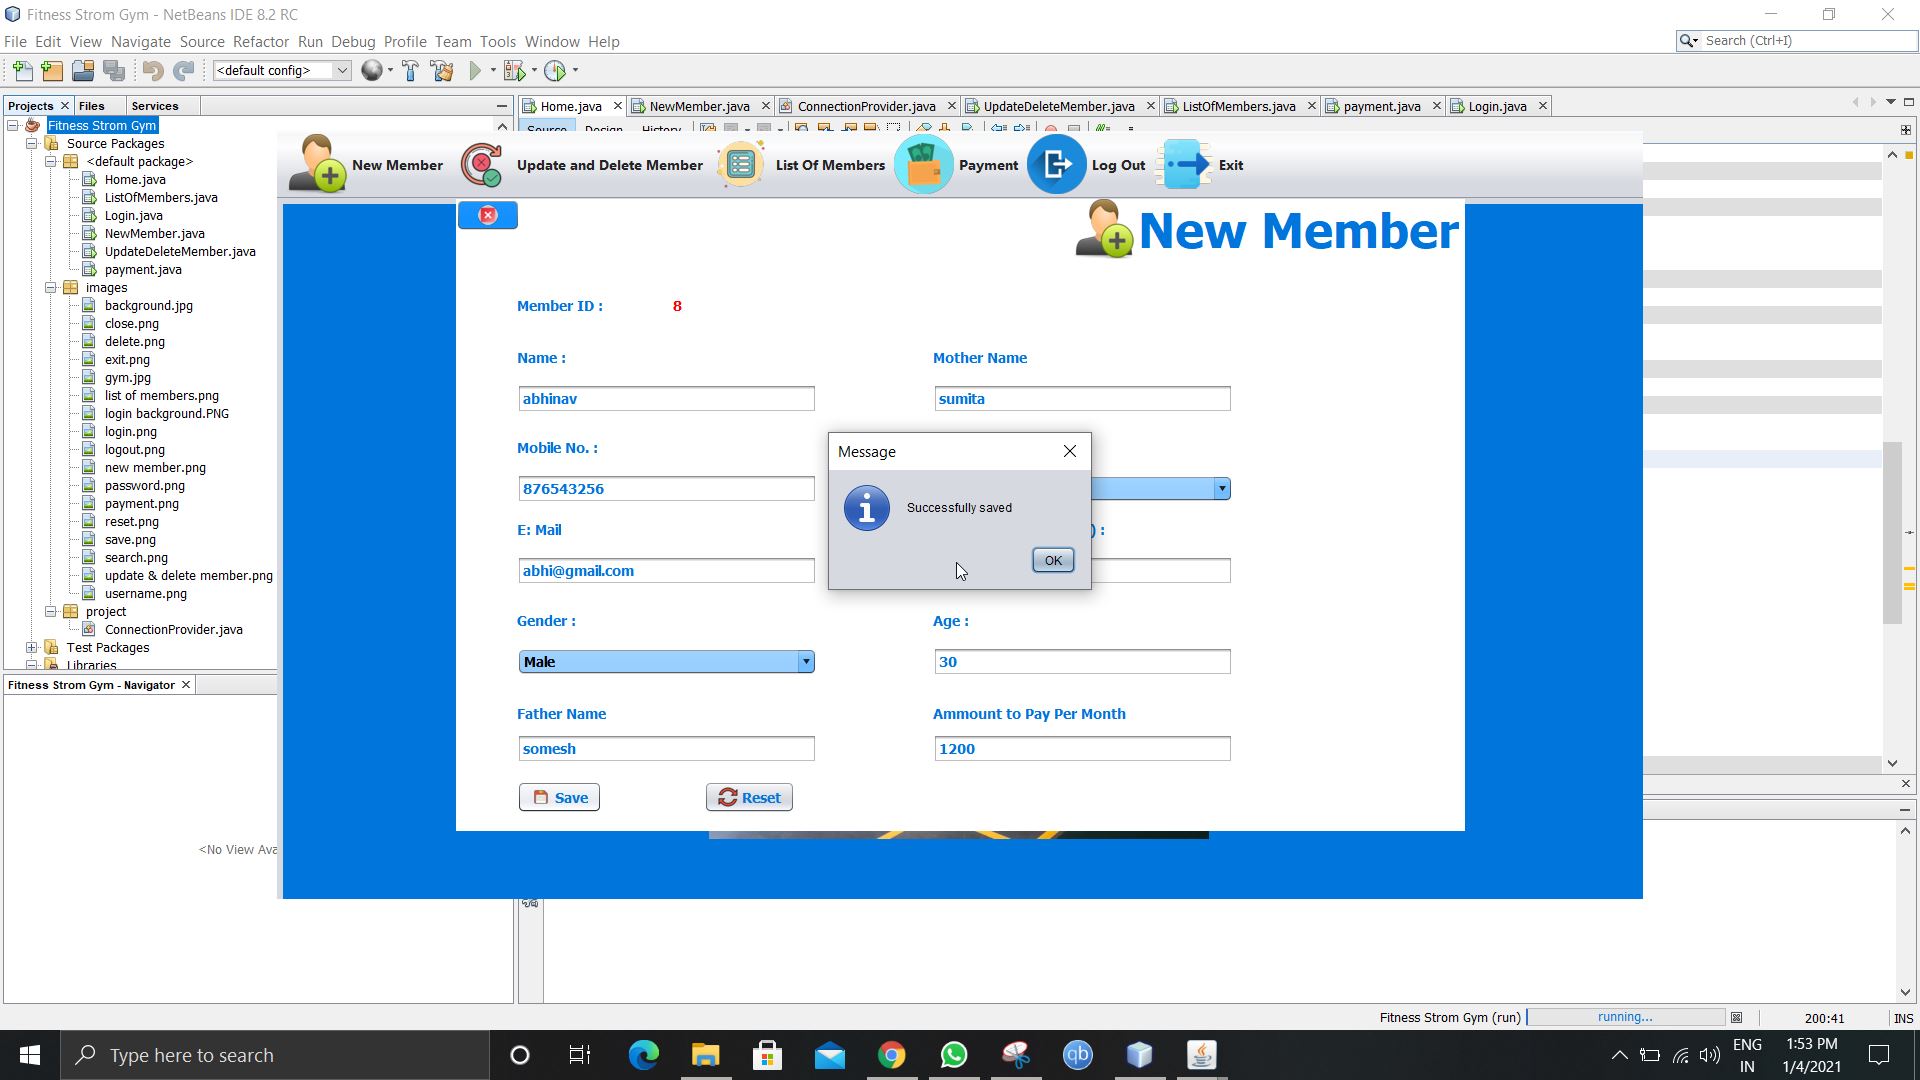 Fitness Strom Gym - NetBeans IDE 8.2 RC
File Edit View Navigate Source Refactor Run Debug Profile Team Tools Window Help
Search (Ctrl+I)
<default config>
Projects Files Services
Home.java NewMember.java ConnectionProvider.java UpdateDeleteMember.java ListOfMembers.java payment.java Login.java
Source Design History
Fitness Strom Gym
Source Packages
<default package>
Home.java
ListOfMembers.java
Login.java
NewMember.java
UpdateDeleteMember.java
payment.java
images
background.jpg
close.png
delete.png
exit.png
gym.jpg
list of members.png
login background.PNG
login.png
logout.png
new member.png
password.png
payment.png
reset.png
save.png
search.png
update & delete member.png
username.png
project
ConnectionProvider.java
Test Packages
Libraries
Fitness Strom Gym - Navigator
<No View Ava
New Member Update and Delete Member List Of Members Payment Log Out Exit
New Member
Member ID : 8
Name : Mother Name
abhinav sumita
Mobile No. :
876543256
E: Mail ) :
abhi@gmail.com
Gender : Age :
Male 30
Father Name Ammount to Pay Per Month
somesh 1200
Save Reset
Message
Successfully saved
OK
Fitness Strom Gym (run) running... 200:41 INS
Type here to search
qb
ENG
IN
1:53 PM
1/4/2021